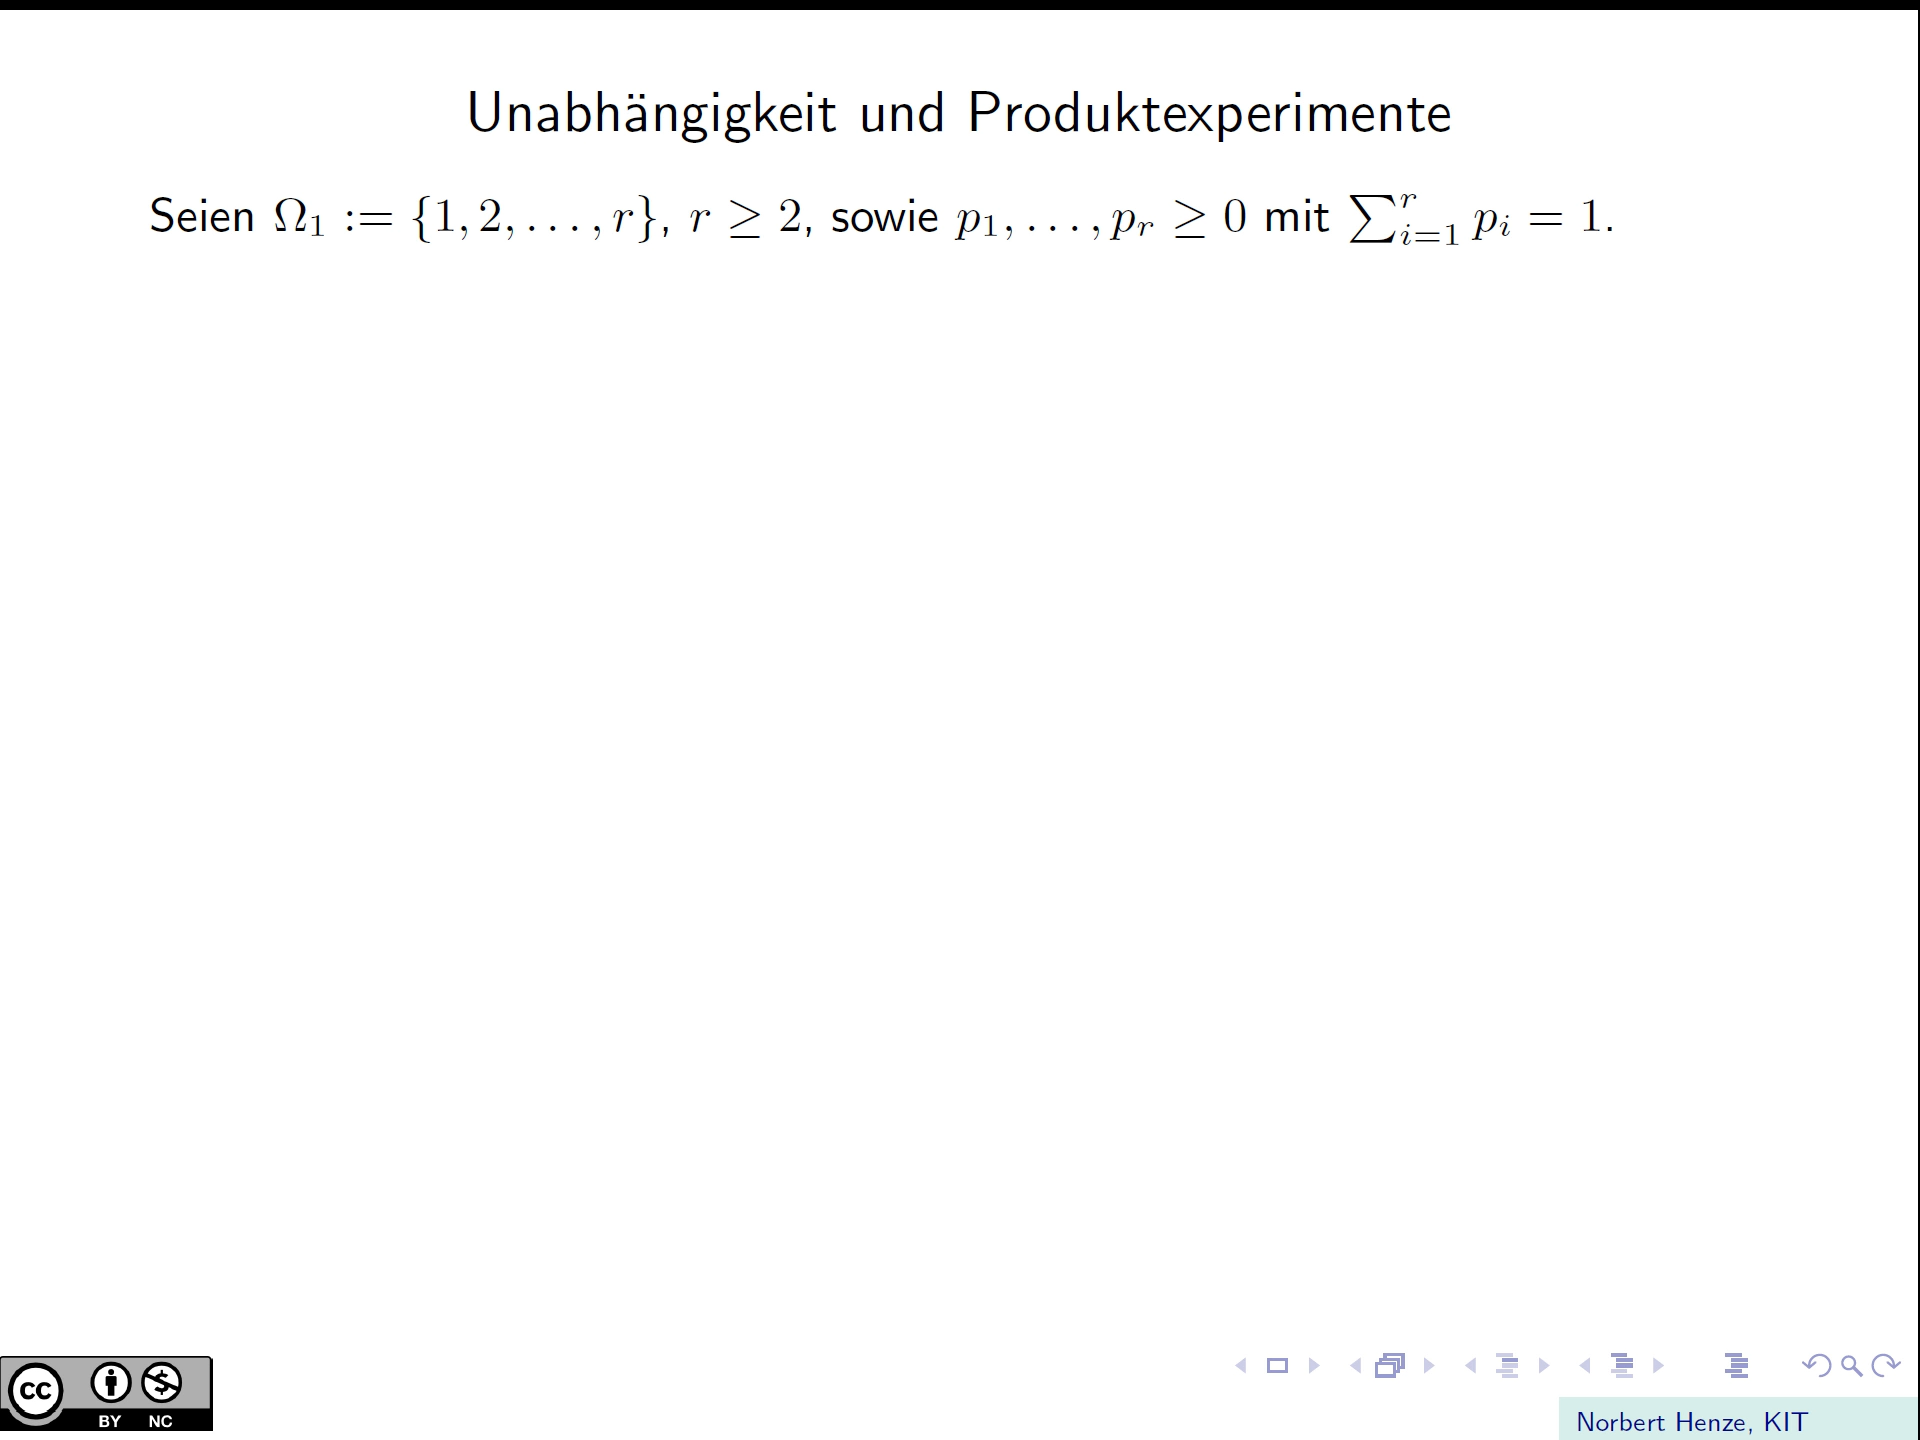 Unabhängigkeit und Produktexperimente
Seien Ω₁ := {1, 2, . . . , r}, r ≥ 2, sowie p₁, . . . , pᵣ ≥ 0 mit ∑ʳᵢ₌₁ pᵢ = 1.
cc BY NC
Norbert Henze, KIT